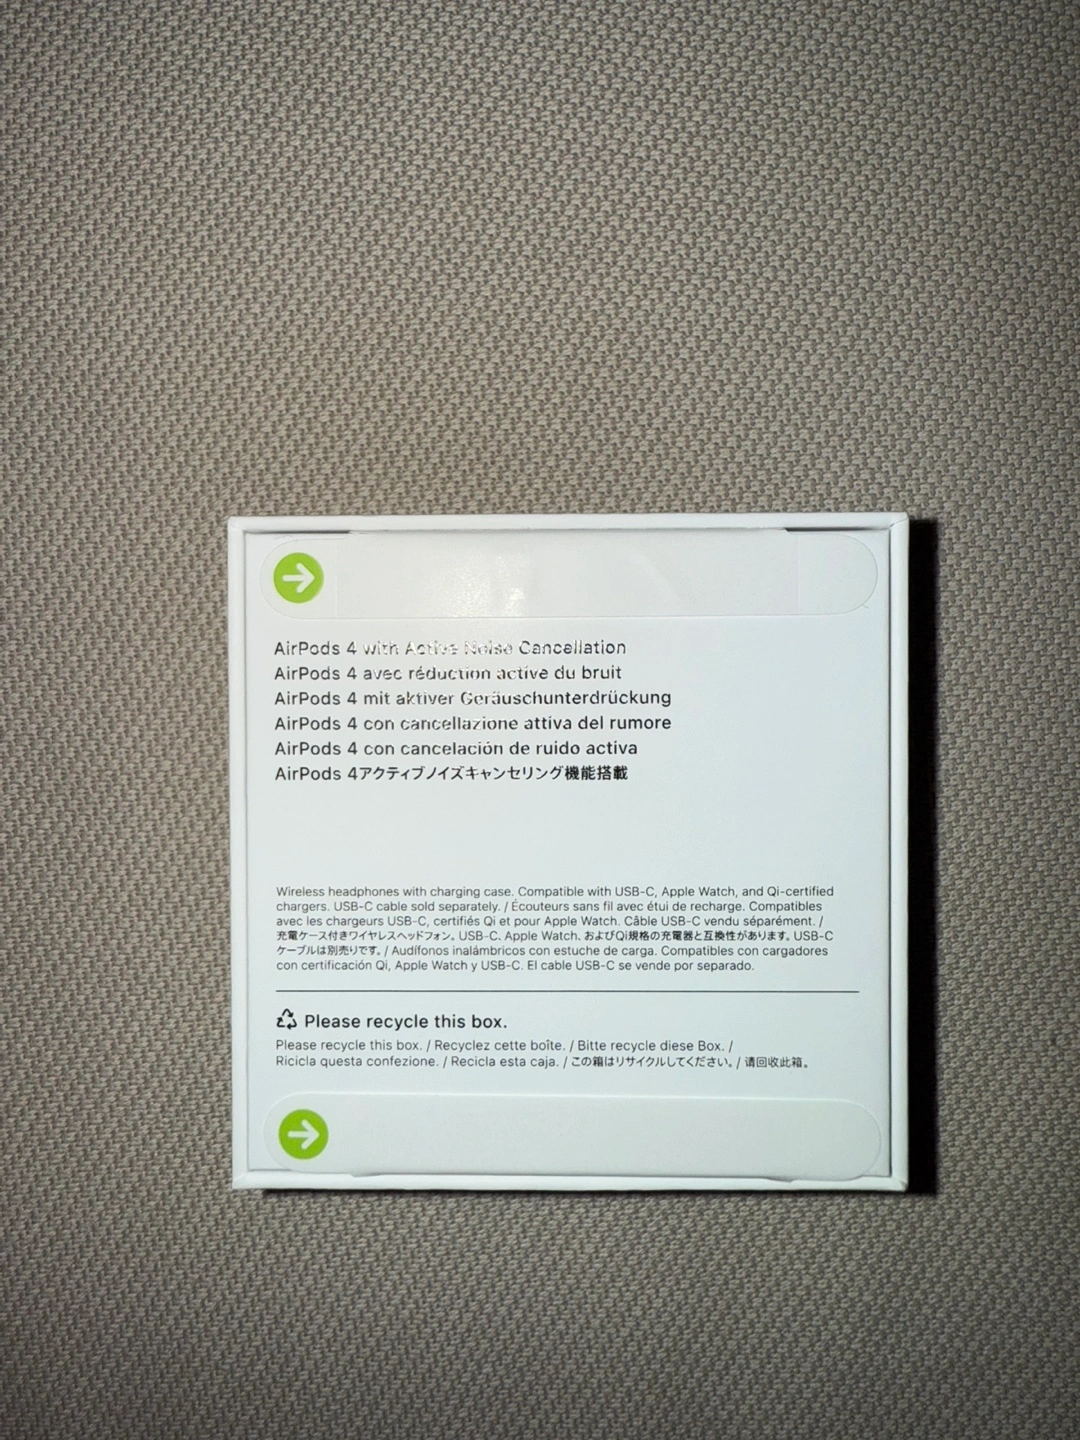 AirPods 4 with Active Noise Cancellation
AirPods 4 avec réduction active du bruit
AirPods 4 mit aktiver Geräuschunterdrückung
AirPods 4 con cancellazione attiva del rumore
AirPods 4 con cancelación de ruido activa
AirPods 4アクティブノイズキャンセリング機能搭載
Wireless headphones with charging case. Compatible with USB-C, Apple Watch, and Qi-certified
chargers. USB-C cable sold separately. / Écouteurs sans fil avec étui de recharge. Compatibles
avec les chargeurs USB-C, certifiés Qi et pour Apple Watch. Câble USB-C vendu séparément. /
充電ケース付きワイヤレスヘッドフォン。USB-C、Apple Watch、およびQi規格の充電器と互換性があります。USB-C
ケーブルは別売りです。/ Audífonos inalámbricos con estuche de carga. Compatibles con cargadores
con certificación Qi, Apple Watch y USB-C. El cable USB-C se vende por separado.
Please recycle this box.
Please recycle this box. / Recyclez cette boîte. / Bitte recycle diese Box. /
Ricicla questa confezione. / Recicla esta caja. / この箱はリサイクルしてください。/ 请回收此箱。